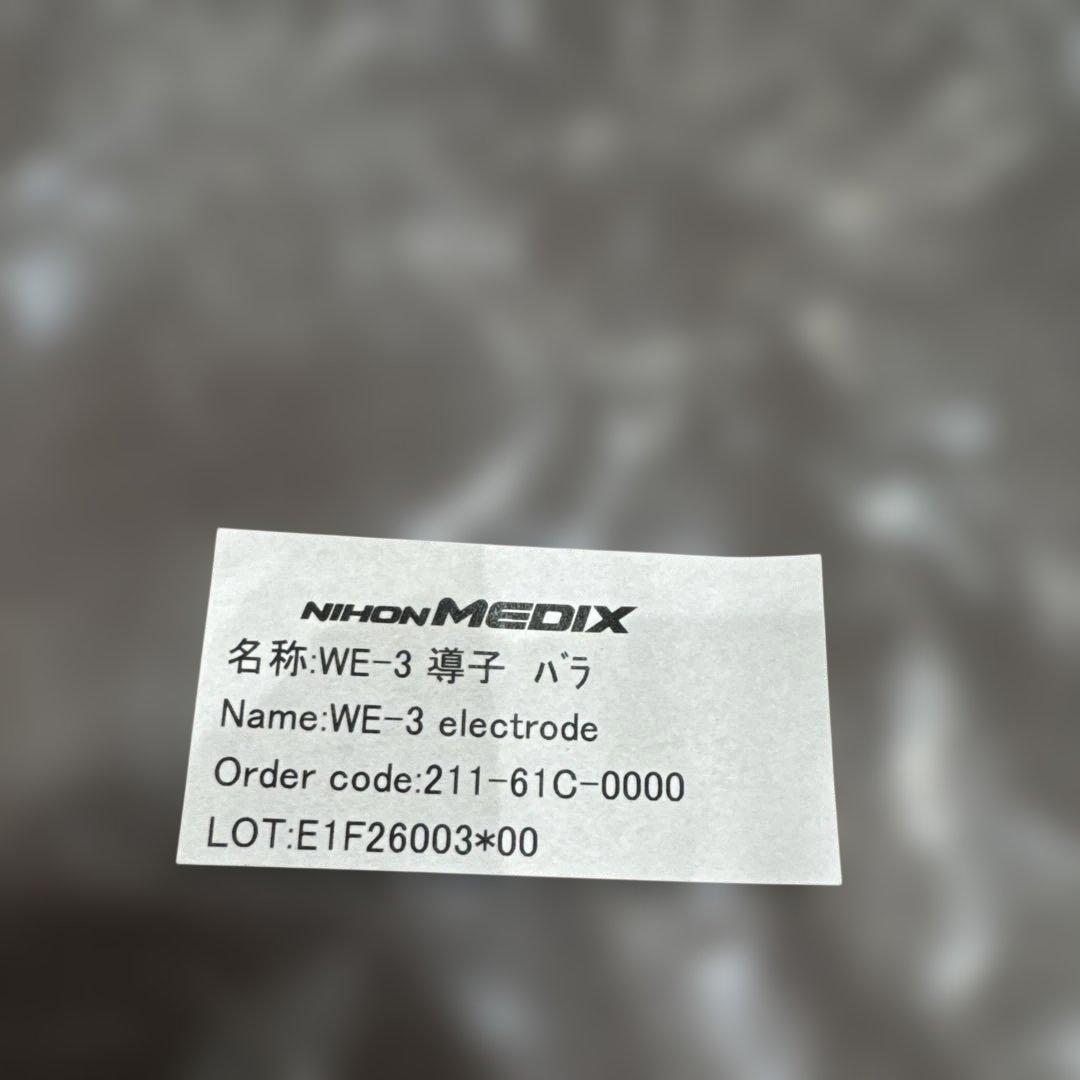 NIHON MEDIX
名称:WE-3 導子 バラ
Name:WE-3 electrode
Order code:211-61C-0000
LOT:E1F26003*00